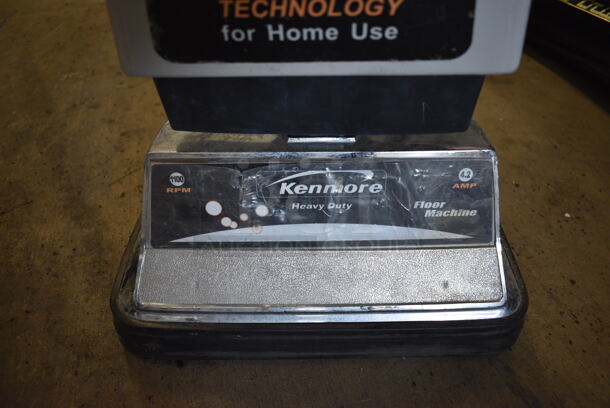 TECHNOLOGY
for Home Use
1100
RPM
Kenmore
Heavy Duty
4.2
AMP
Floor
Machine